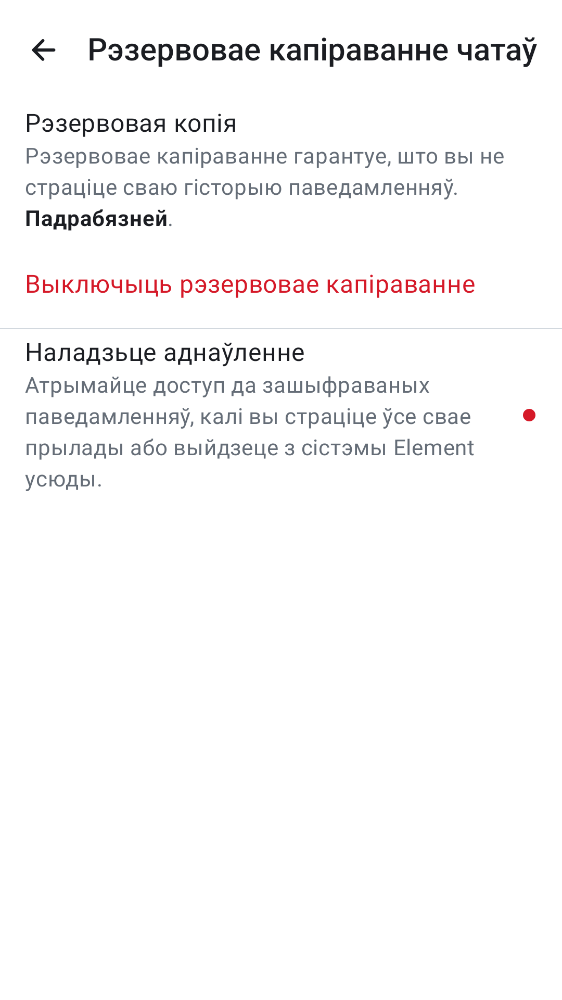 Рэзервовае капіраванне чатаў
Рэзервовая копія
Рэзервовае капіраванне гарантуе, што вы не
страціце сваю гісторыю паведамленняў.
Падрабязней.
Выключыць рэзервовае капіраванне
Наладзьце аднаўленне
Атрымайце доступ да зашыфраваных
паведамленняў, калі вы страціце ўсе свае
прылады або выйдзеце з сістэмы Element
усюды.